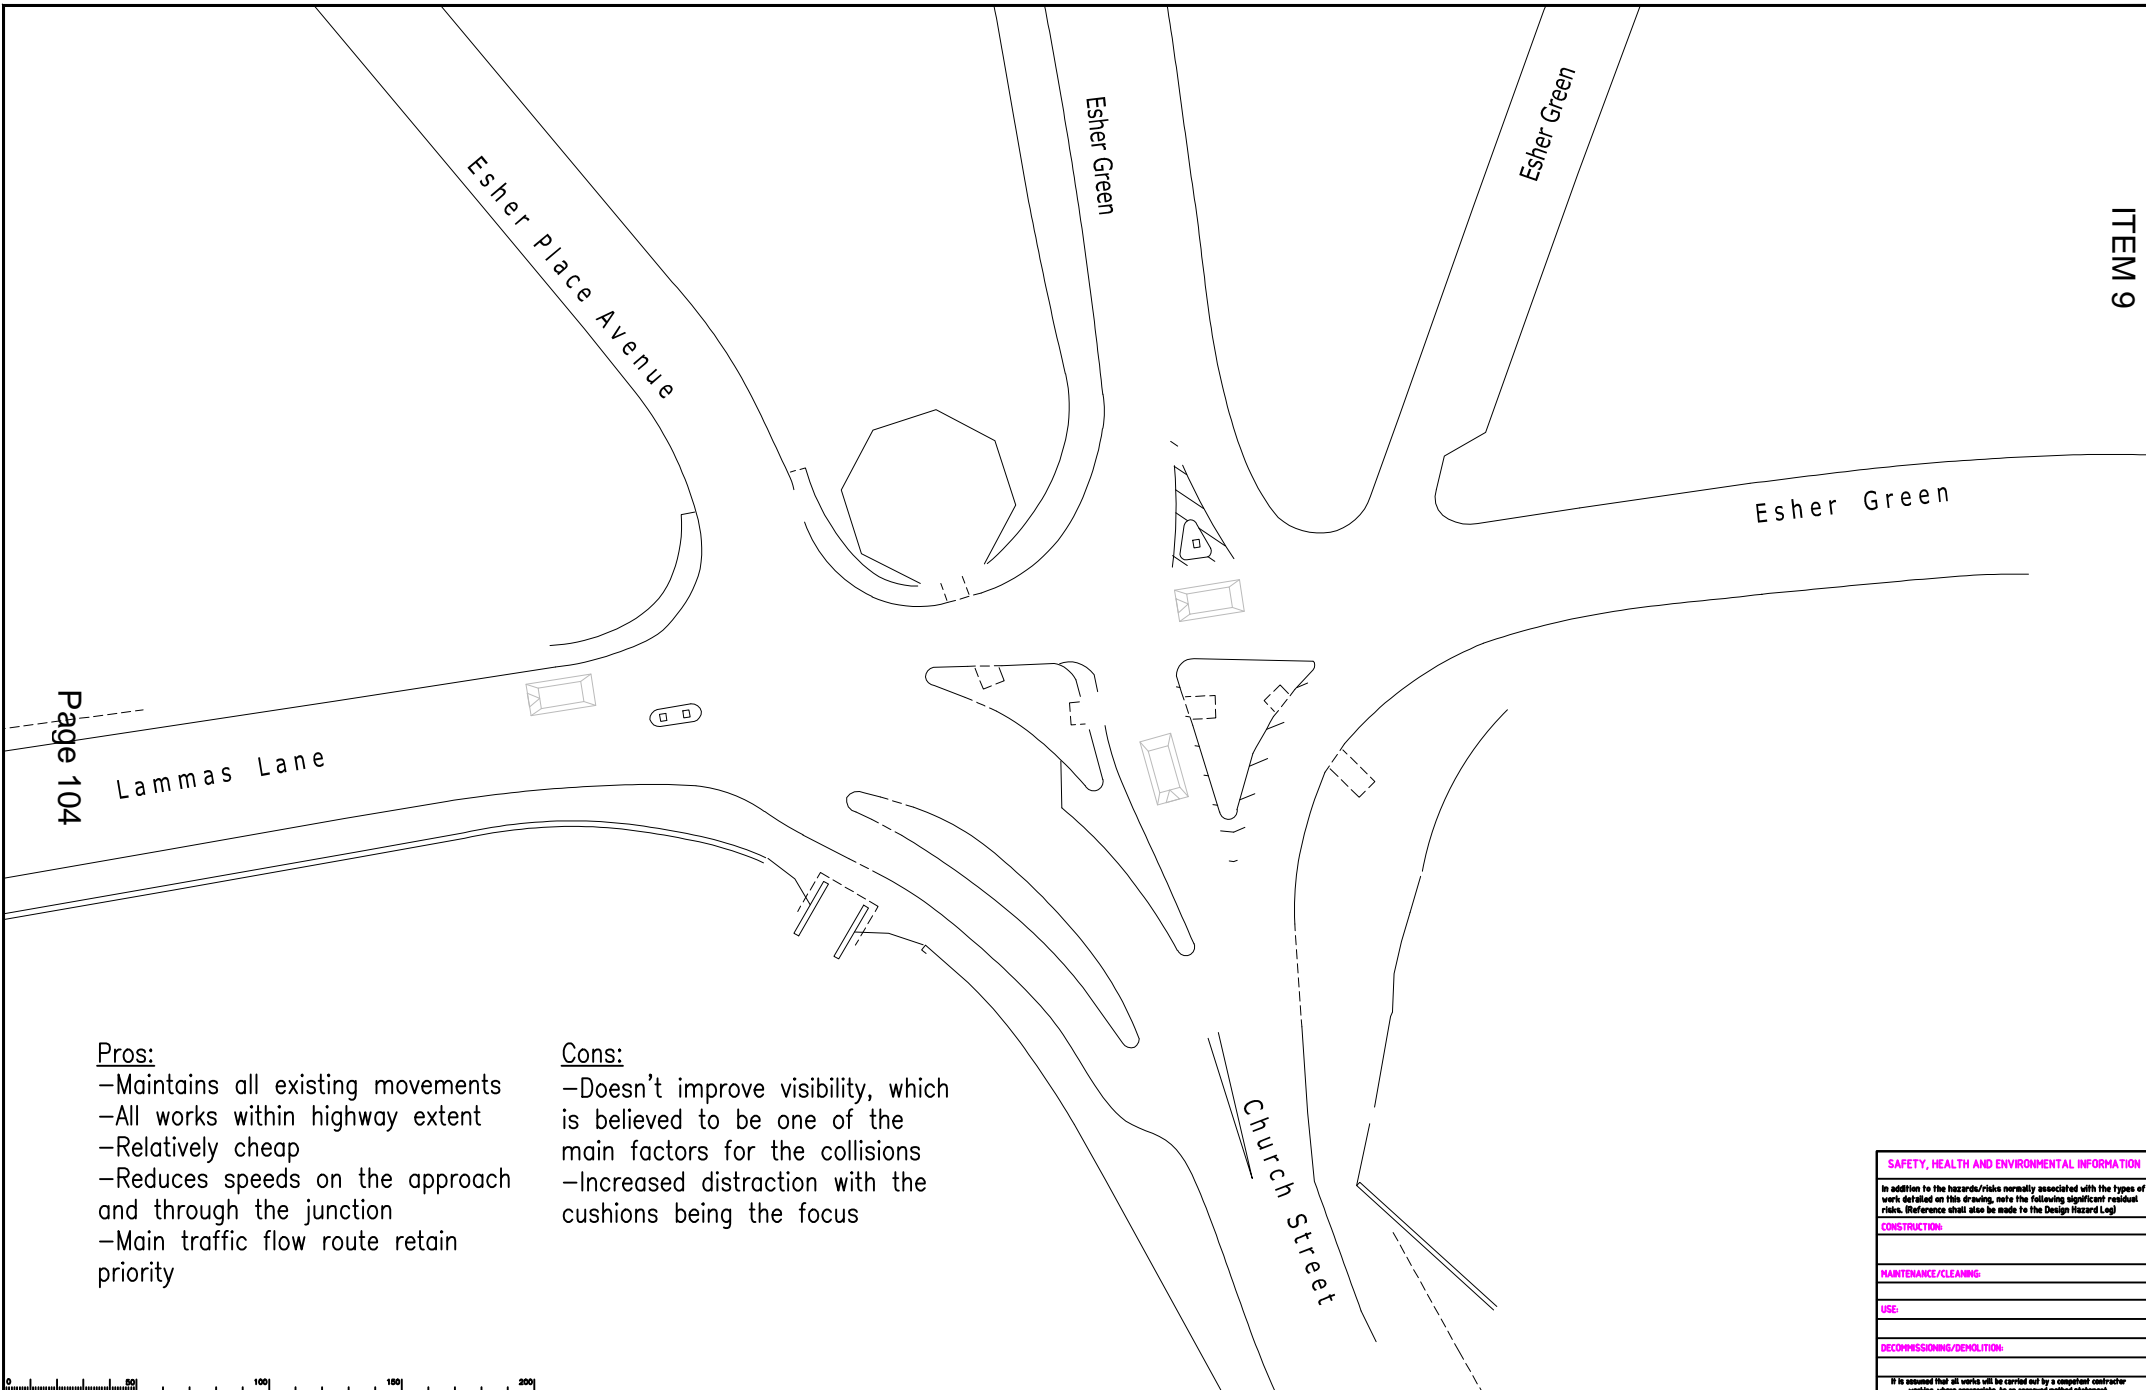 Esher Place Avenue
Esher Green
Esher Green
ITEM 9
Esher Green
Page 104
Lammas Lane
Church Street
Pros:
-Maintains all existing movements
-All works within highway extent
-Relatively cheap
-Reduces speeds on the approach
and through the junction
-Main traffic flow route retain
priority
Cons:
-Doesn't improve visibility, which
is believed to be one of the
main factors for the collisions
-Increased distraction with the
cushions being the focus
SAFETY, HEALTH AND ENVIRONMENTAL INFORMATION
In addition to the hazards/risks normally associated with the types of
work detailed on this drawing, note the following significant residual
risks. (Reference shall also be made to the Design Hazard Log)
CONSTRUCTION:
MAINTENANCE/CLEANING:
USE:
DECOMMISSIONING/DEMOLITION:
It is assumed that all works will be carried out by a competent contractor
0 50 100 150 200